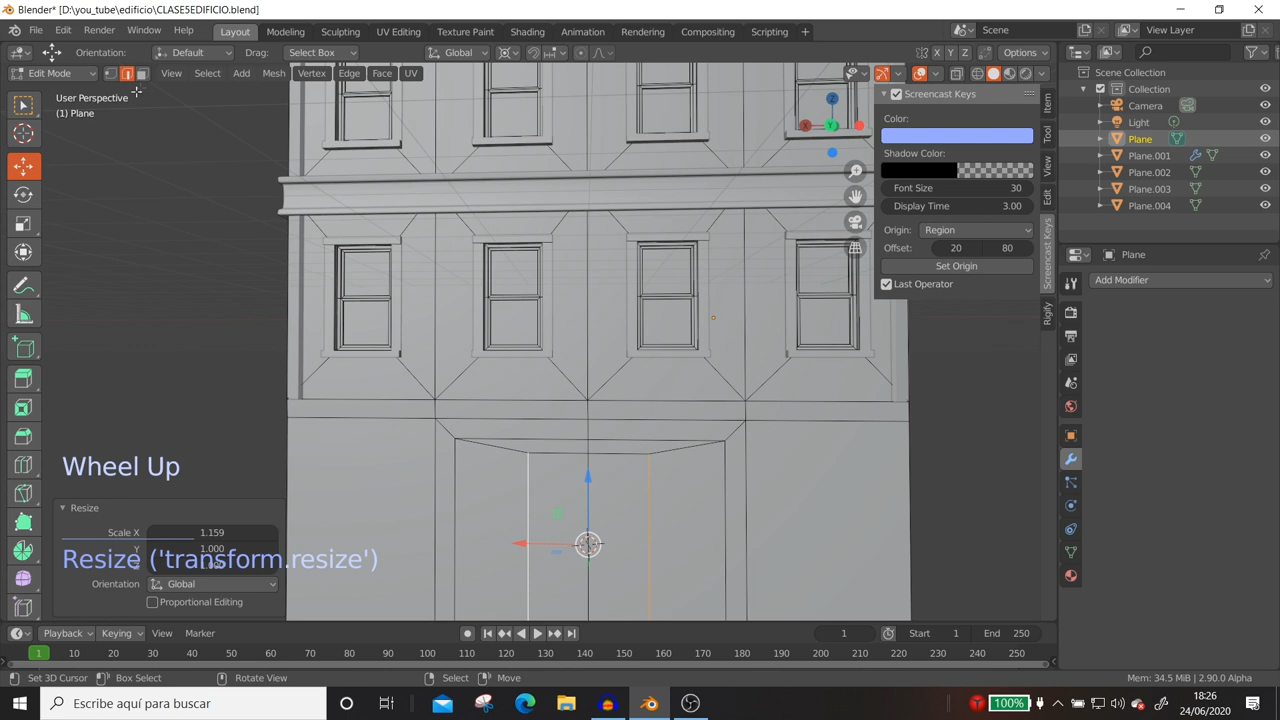 Blender* [D:\you_tube\edificio\CLASE5EDIFICIO.blend]
File Edit Render Window Help Layout Modeling Sculpting UV Editing Texture Paint Shading Animation Rendering Compositing Scripting + Scene View Layer
Orientation: Default Drag: Select Box Global X Y Z Options
Edit Mode View Select Add Mesh Vertex Edge Face UV
User Perspective
(1) Plane
Z
X
Y
Screencast Keys
Color:
Shadow Color:
Font Size 30
Display Time 3.00
Origin: Region
Offset: 20 80
Set Origin
Last Operator
Item
Tool
View
Edit
Screencast Keys
Rigify
Scene Collection
Collection
Camera
Light
Plane
Plane.001
Plane.002
Plane.003
Plane.004
Plane
Add Modifier
Wheel Up
Resize
Scale X 1.159
Y 1.000
Resize ('transform.resize')
Orientation Global
Proportional Editing
Playback Keying View Marker 1 Start 1 End 250
1 10 20 30 40 50 60 70 80 90 100 110 120 130 140 150 160 170 180 190 200 210 220 230 240 250
Set 3D Cursor Box Select Rotate View Select Move Mem: 34.5 MiB | 2.90.0 Alpha
Escribe aquí para buscar
100%
18:26
24/06/2020